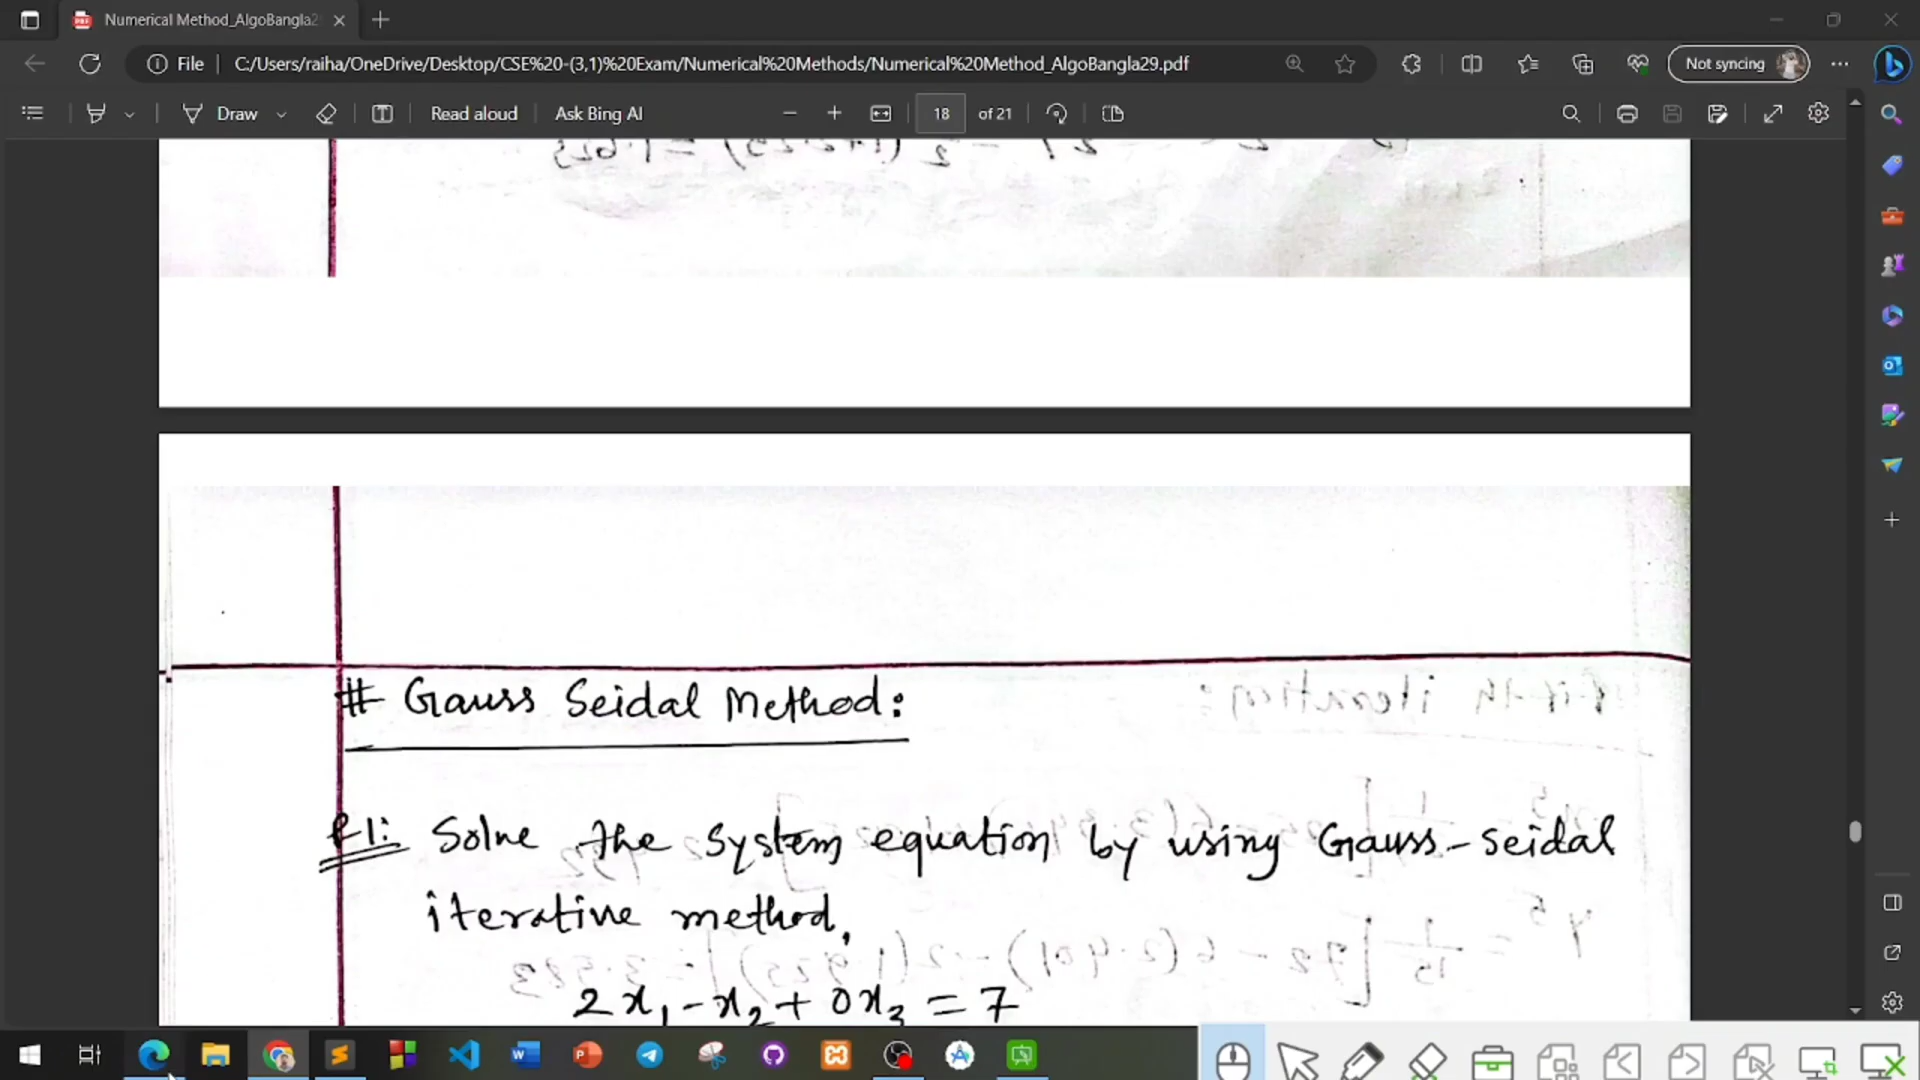 Numerical Method_AlgoBangla2
File
C:/Users/raiha/OneDrive/Desktop/CSE%20-(3,1)%20Exam/Numerical%20Methods/Numerical%20Method_AlgoBangla29.pdf
Not syncing
Draw
Read aloud
Ask Bing AI
18
of 21
# Gauss Seidal Method:
P1: Solve the system equation by using Gauss-seidal
iterative method,
2x₁ - x₂ + 0x₃ = 7